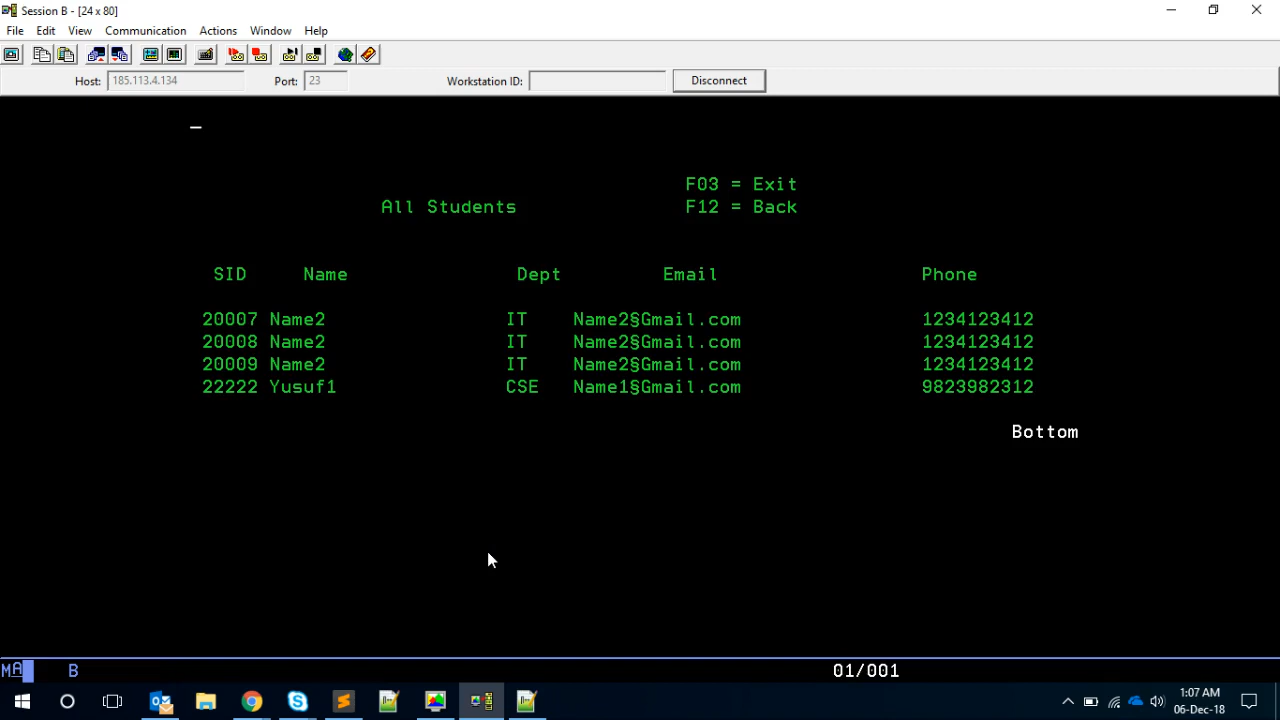 Session B - [24 x 80]
File Edit View Communication Actions Window Help
Host: 185.113.4.134 Port: 23 Workstation ID: Disconnect
F03 = Exit
All Students F12 = Back
SID Name Dept Email Phone
20007 Name2 IT Name2§Gmail.com 1234123412
20008 Name2 IT Name2§Gmail.com 1234123412
20009 Name2 IT Name2§Gmail.com 1234123412
22222 Yusuf1 CSE Name1§Gmail.com 9823982312
Bottom
MA B 01/001
1:07 AM
06-Dec-18